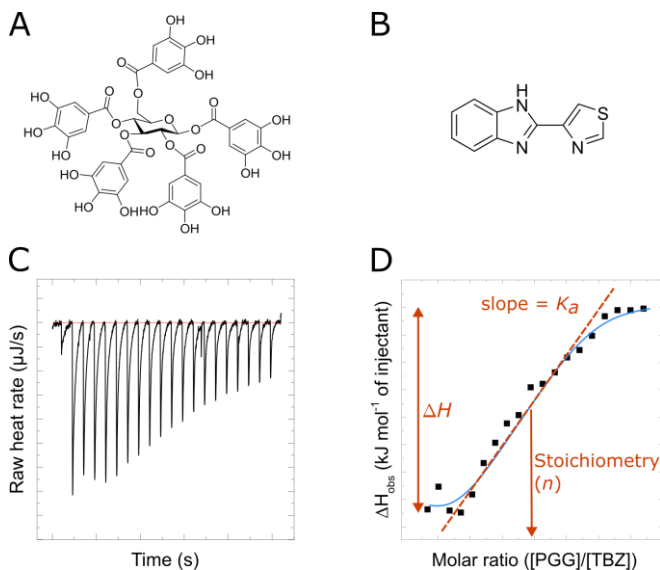 A
OH
OH
OH
O
O
HO
OH
HO
O
HO
O
O
O
O
O
O
O
OH
HO
O
O
OH
OH
HO
HO
OH
HO
OH
OH
B
H
N
N
S
N
C
Raw heat rate (μJ/s)
Time (s)
D
slope = Ka
ΔH
Stoichiometry
(n)
ΔHobs (kJ mol-1 of injectant)
Molar ratio ([PGG]/[TBZ])